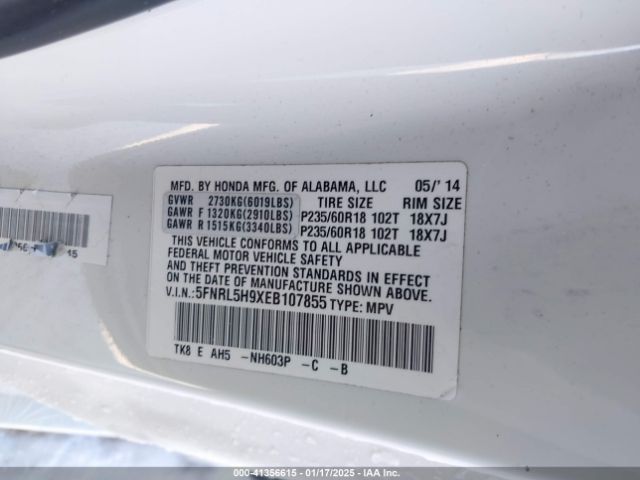 MFD. BY HONDA MFG. OF ALABAMA, LLC 05/'14
GVWR 2730KG(6019LBS) TIRE SIZE RIM SIZE
GAWR F 1320KG(2910LBS) P235/60R18 102T 18X7J
GAWR R 1515KG(3340LBS) P235/60R18 102T 18X7J
THIS VEHICLE CONFORMS TO ALL APPLICABLE
FEDERAL MOTOR VEHICLE SAFETY
AND THEFT PREVENTION STANDARDS IN EFFECT
ON THE DATE OF MANUFACTURE SHOWN ABOVE.
V.I.N.:5FNRL5H9XEB107855 TYPE: MPV
TK8 E AH5 -NH603P -C -B
15
© - 41356615 - 01/17/2025 - IAA Inc.